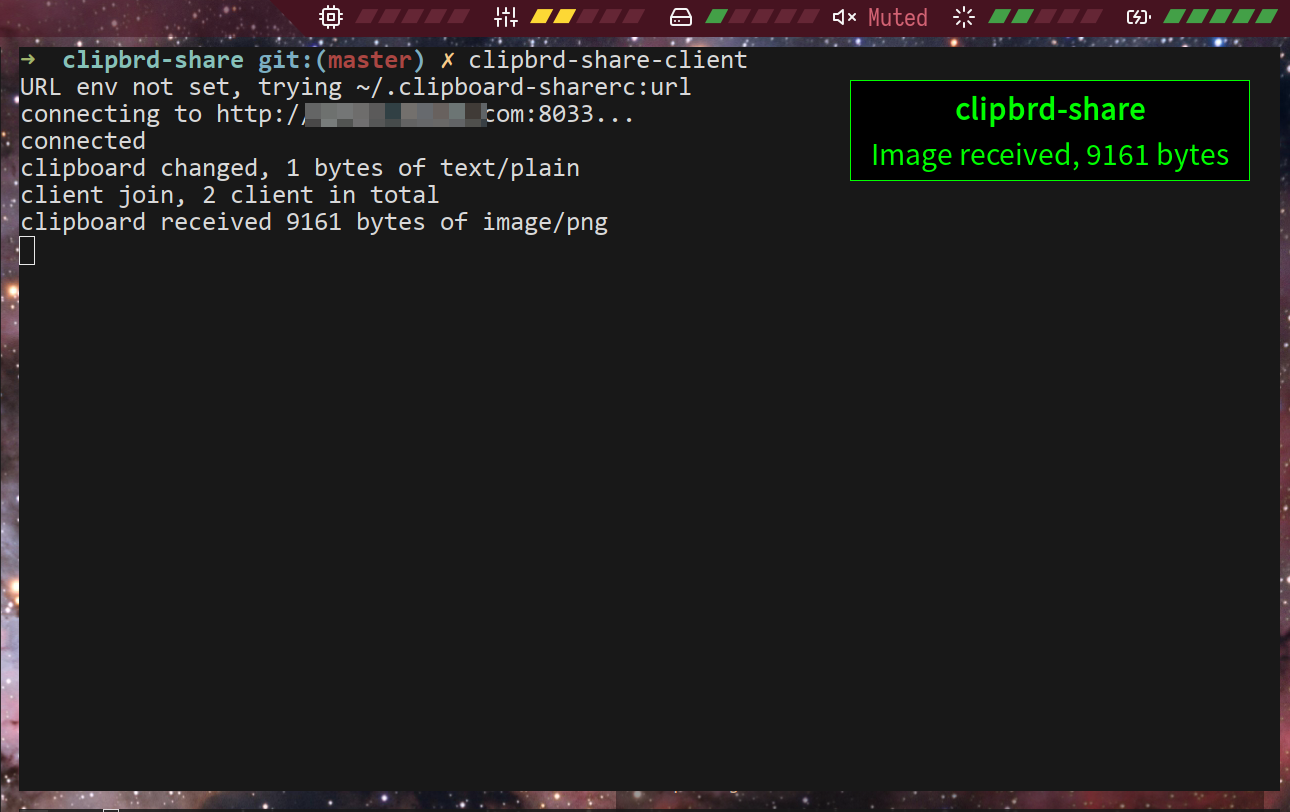 Muted
→ clipbrd-share git:(master) ✗ clipbrd-share-client
URL env not set, trying ~/.clipboard-sharerc:url
connecting to http://com:8033...
connected
clipboard changed, 1 bytes of text/plain
client join, 2 client in total
clipboard received 9161 bytes of image/png
clipbrd-share
Image received, 9161 bytes